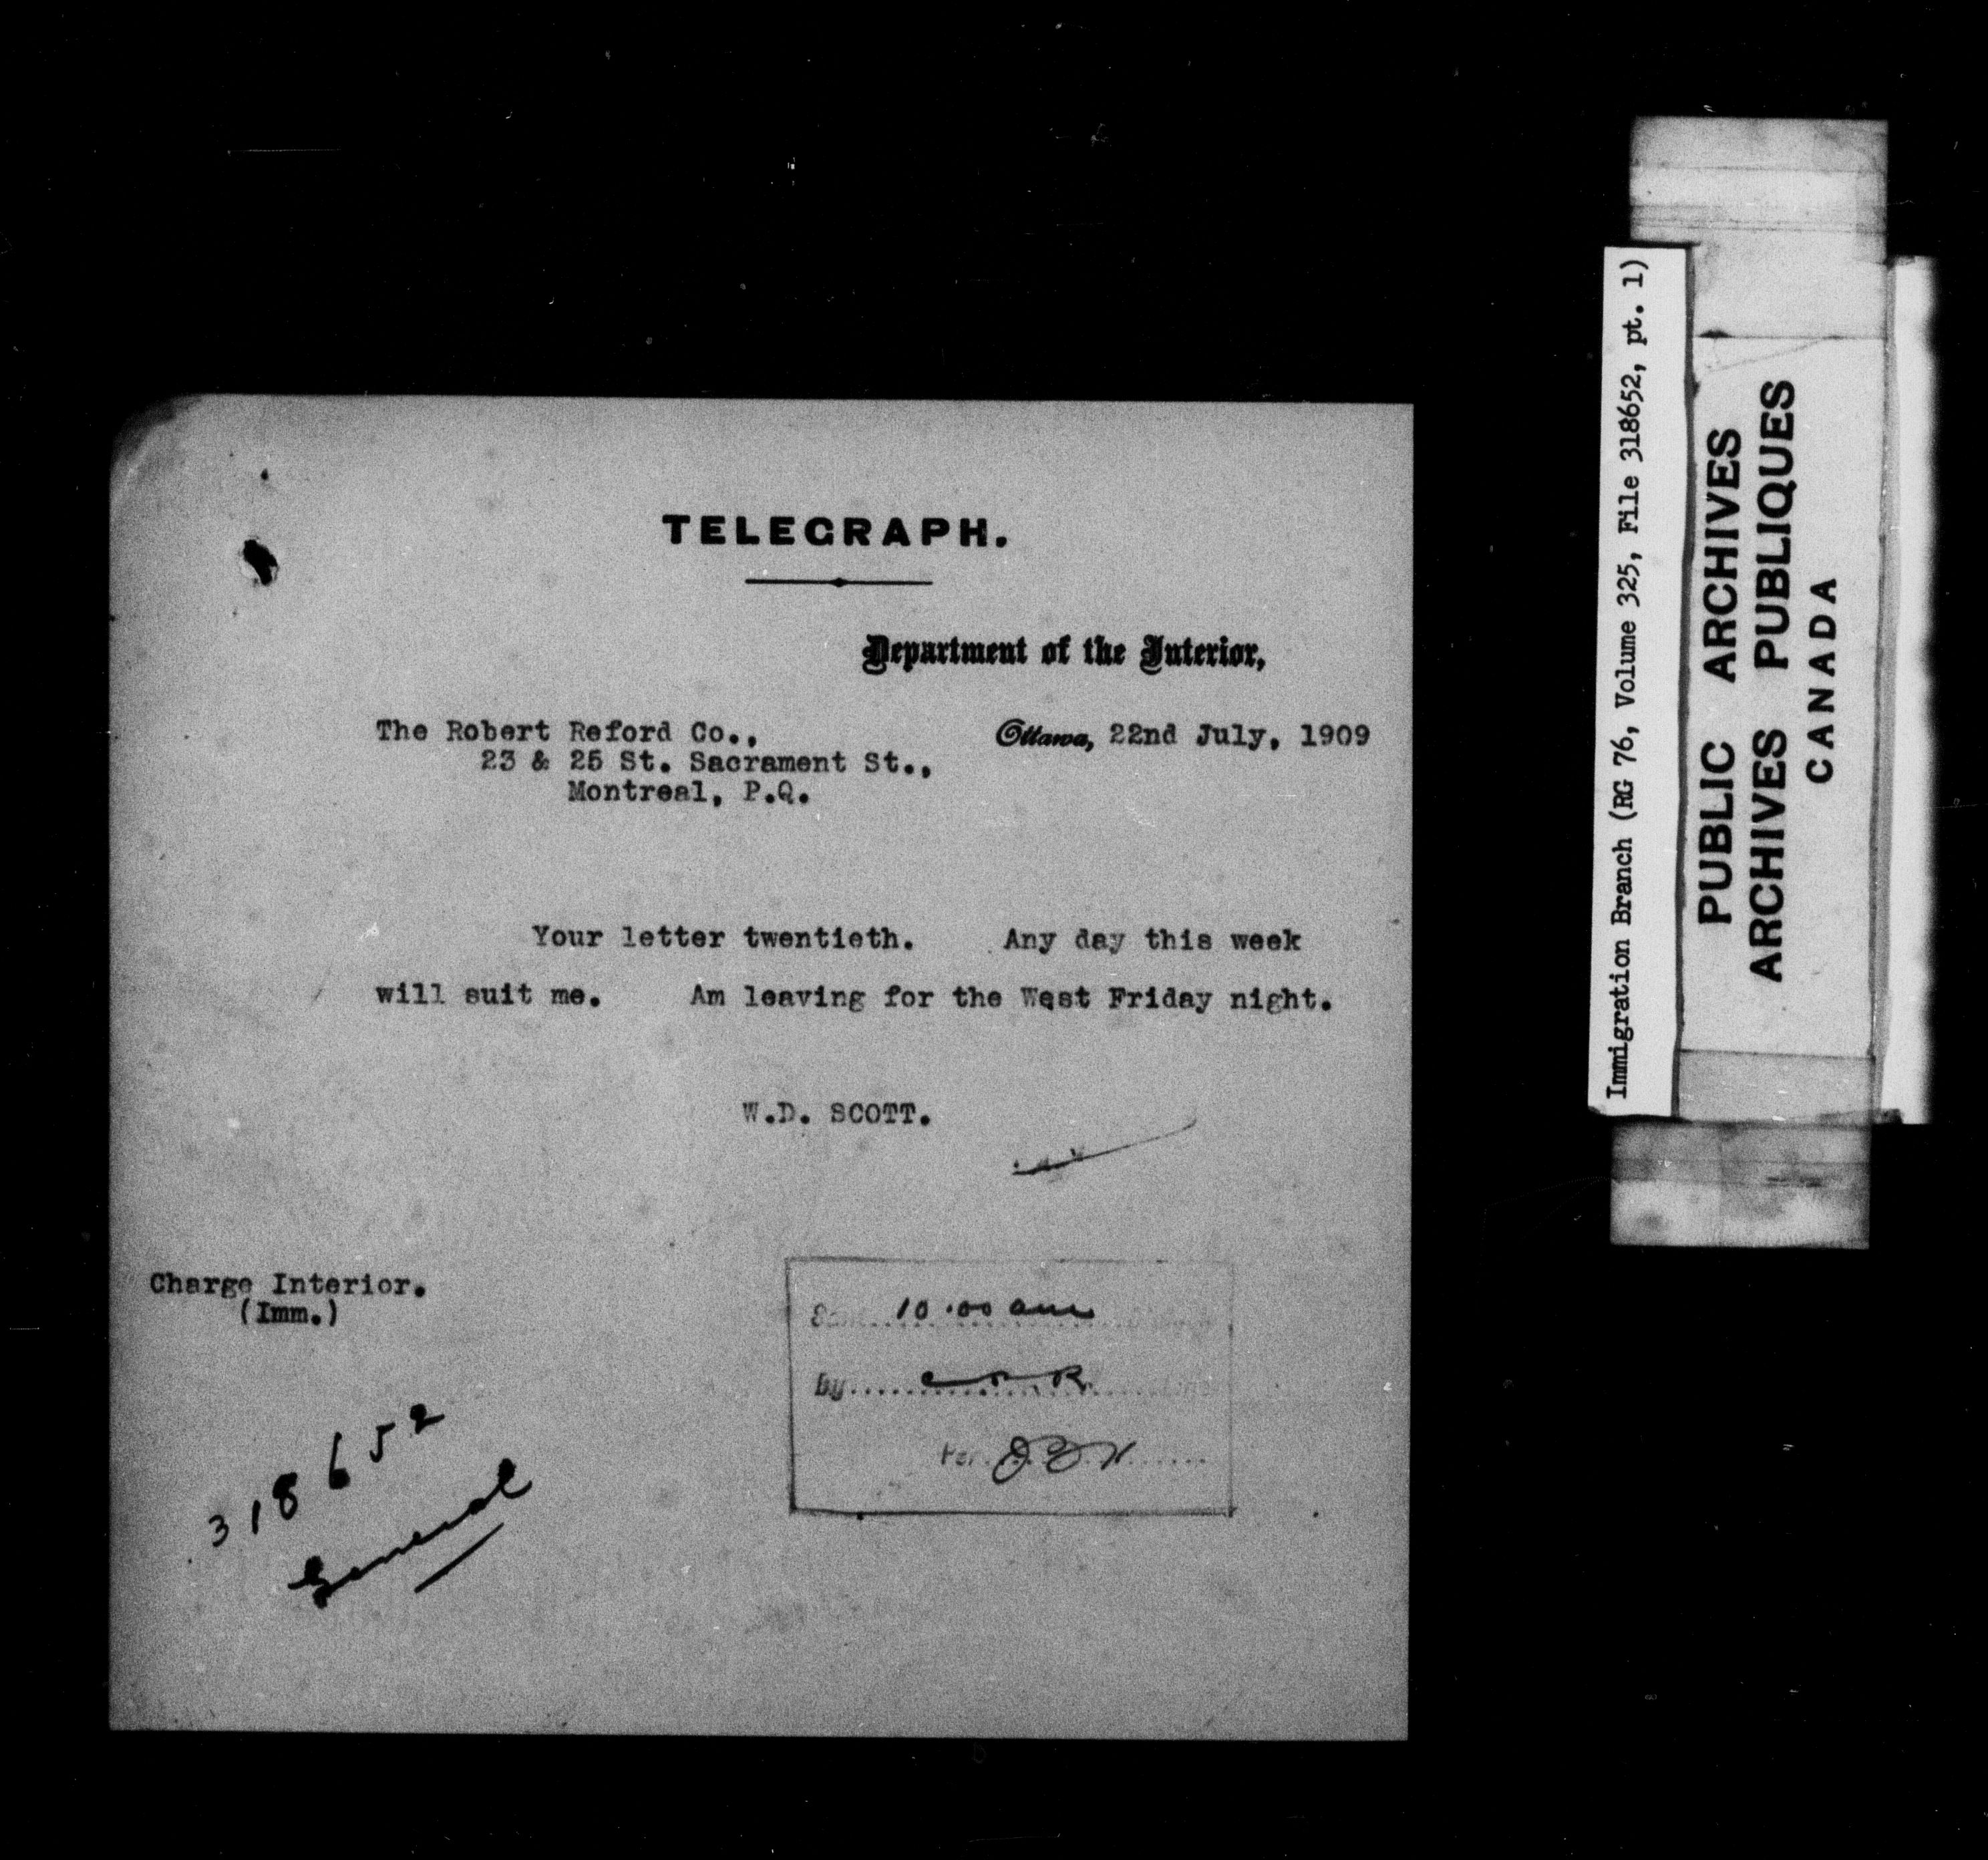 TELEGRAPH.
Department of the Interior,
The Robert Reford Co.,
Ottawa, 22nd July, 1909
23 & 25 St. Sacrament St.,
Montreal, P.Q.
Your letter twentieth. Any day this week
will suit me. Am leaving for the West Friday night.
W.D. SCOTT.
Charge Interior.
(Imm.)
Sent 10.00 am
by C P R
Per
318652
General
Immigration Branch (RG 76, Volume 325, File 318652, pt. 1)
PUBLIC ARCHIVES
ARCHIVES PUBLIQUES
CANADA